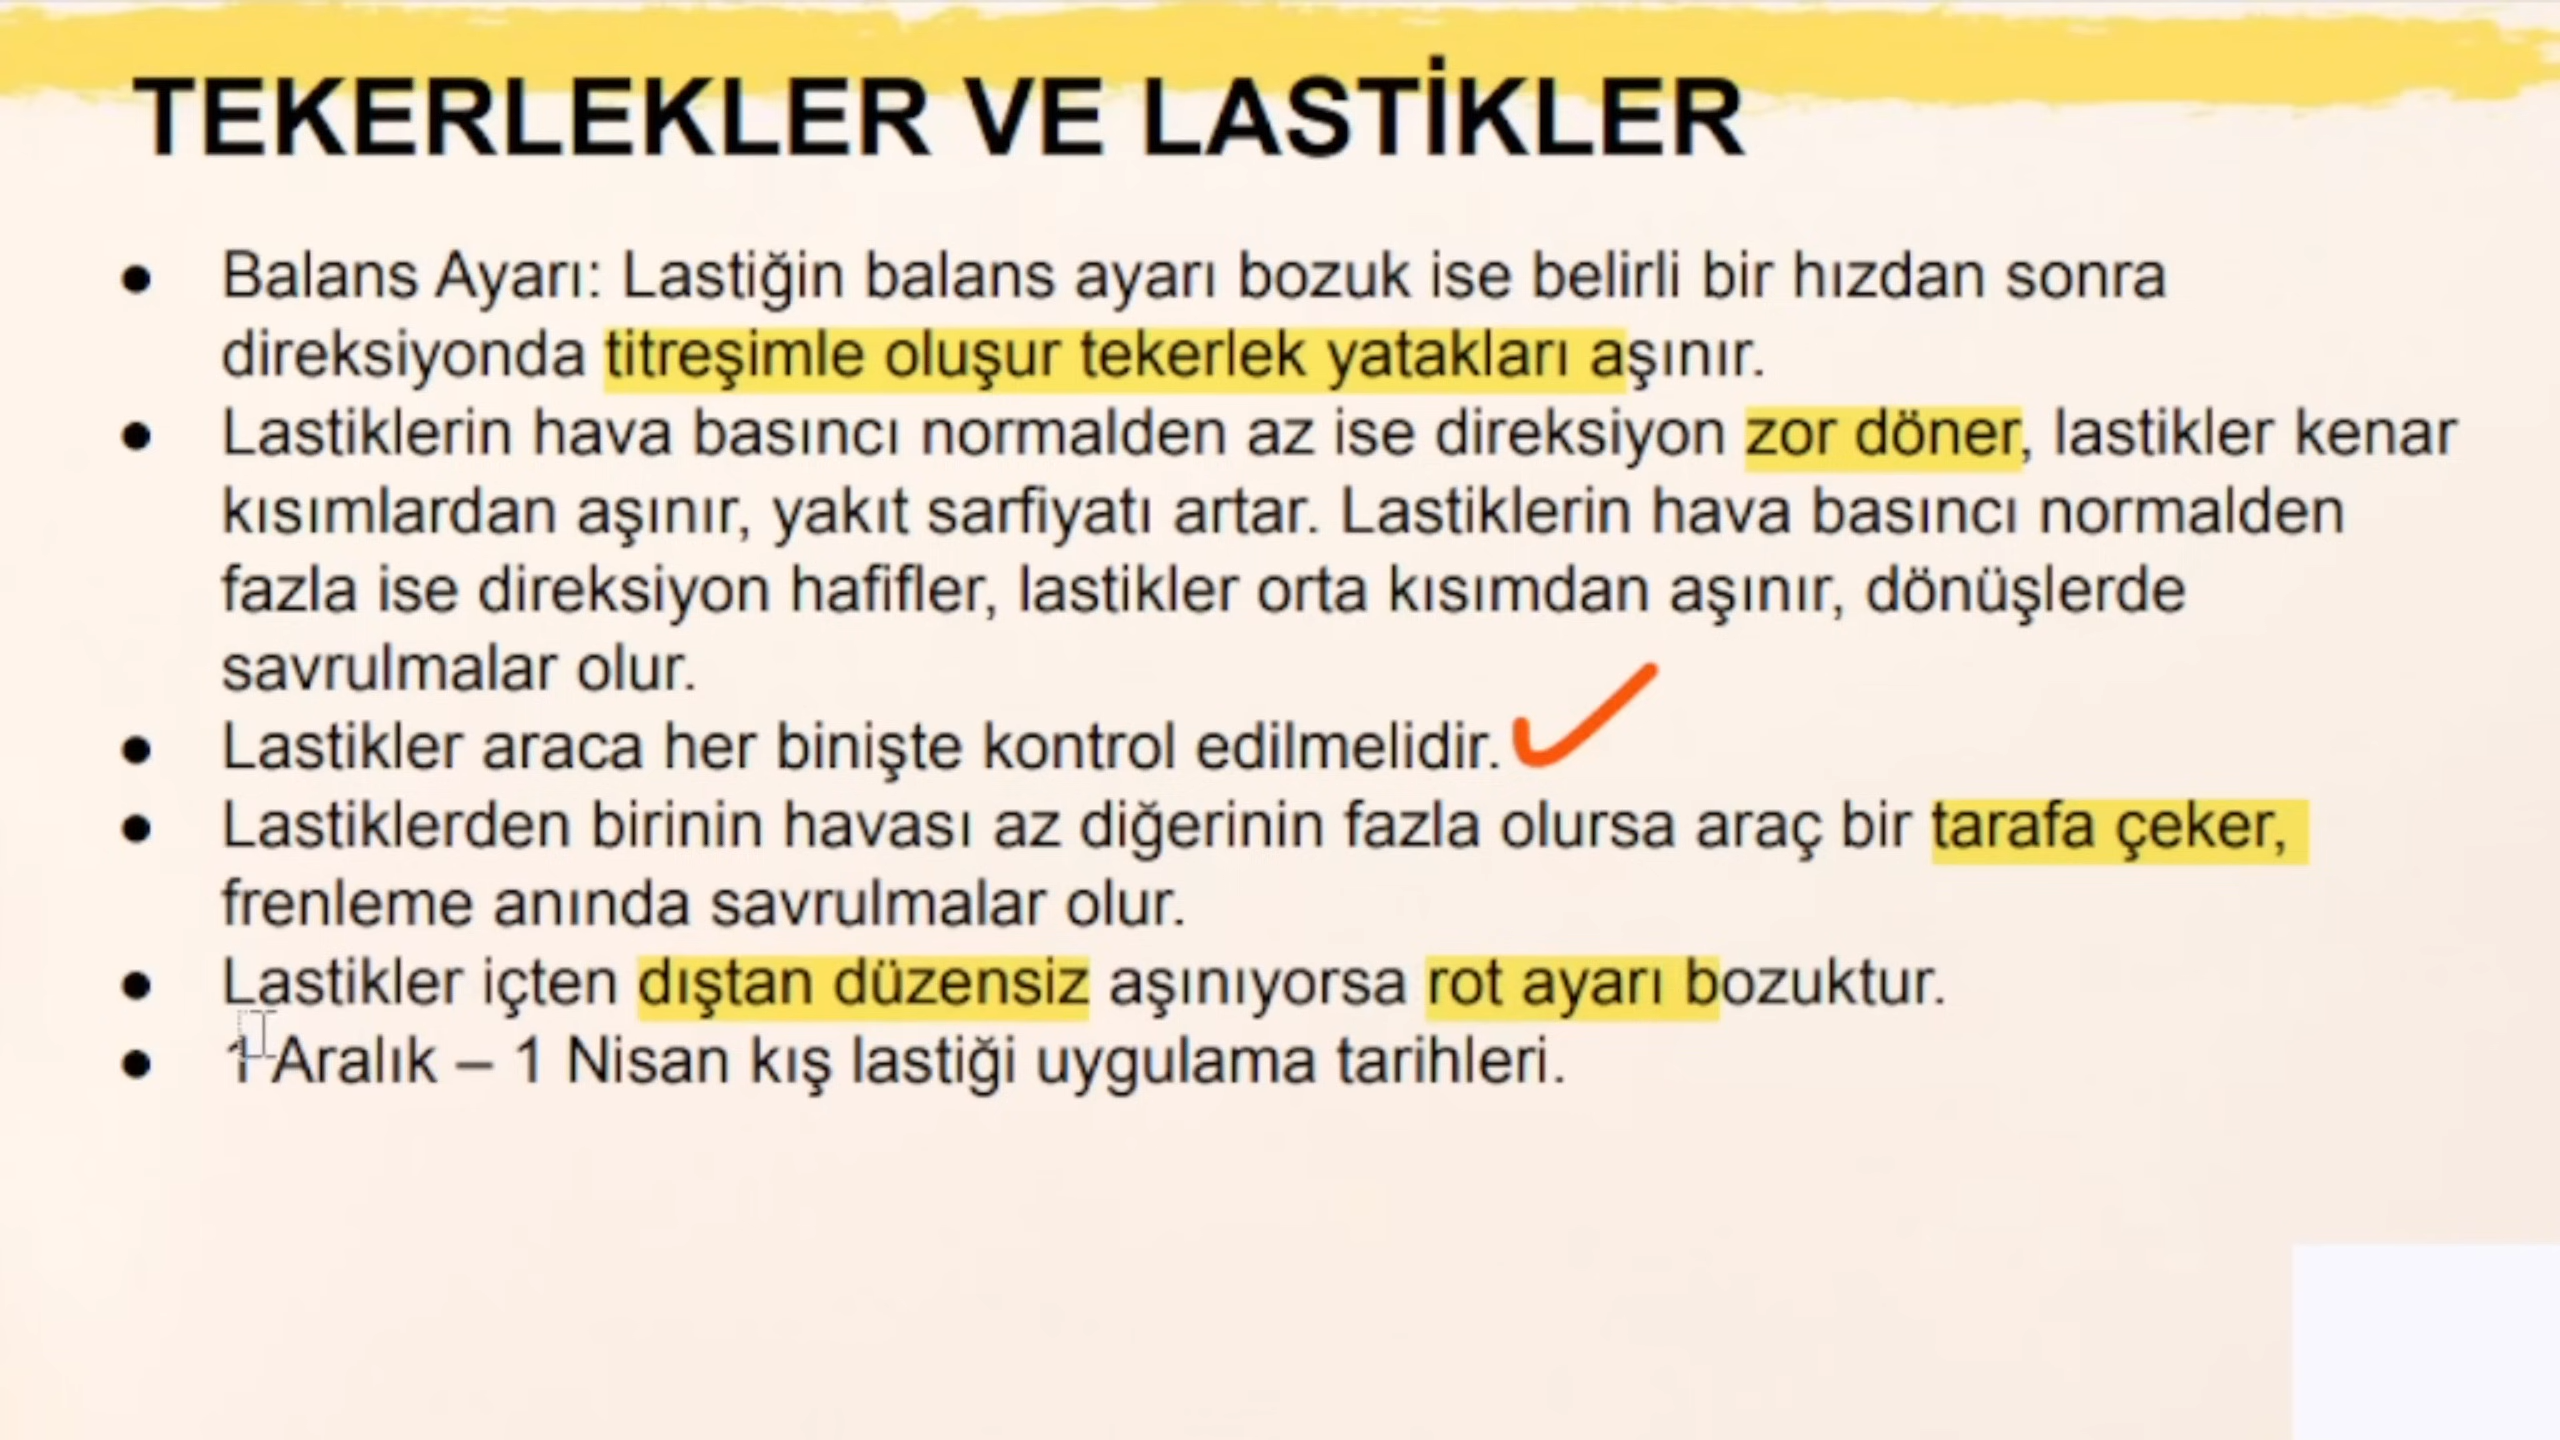 TEKERLEKLER VE LASTİKLER
● Balans Ayarı: Lastiğin balans ayarı bozuk ise belirli bir hızdan sonra
direksiyonda titreşimle oluşur tekerlek yatakları aşınır.
● Lastiklerin hava basıncı normalden az ise direksiyon zor döner, lastikler kenar
kısımlardan aşınır, yakıt sarfiyatı artar. Lastiklerin hava basıncı normalden
fazla ise direksiyon hafifler, lastikler orta kısımdan aşınır, dönüşlerde
savrulmalar olur.
● Lastikler araca her binişte kontrol edilmelidir.
● Lastiklerden birinin havası az diğerinin fazla olursa araç bir tarafa çeker,
frenleme anında savrulmalar olur.
● Lastikler içten dıştan düzensiz aşınıyorsa rot ayarı bozuktur.
● 1 Aralık – 1 Nisan kış lastiği uygulama tarihleri.